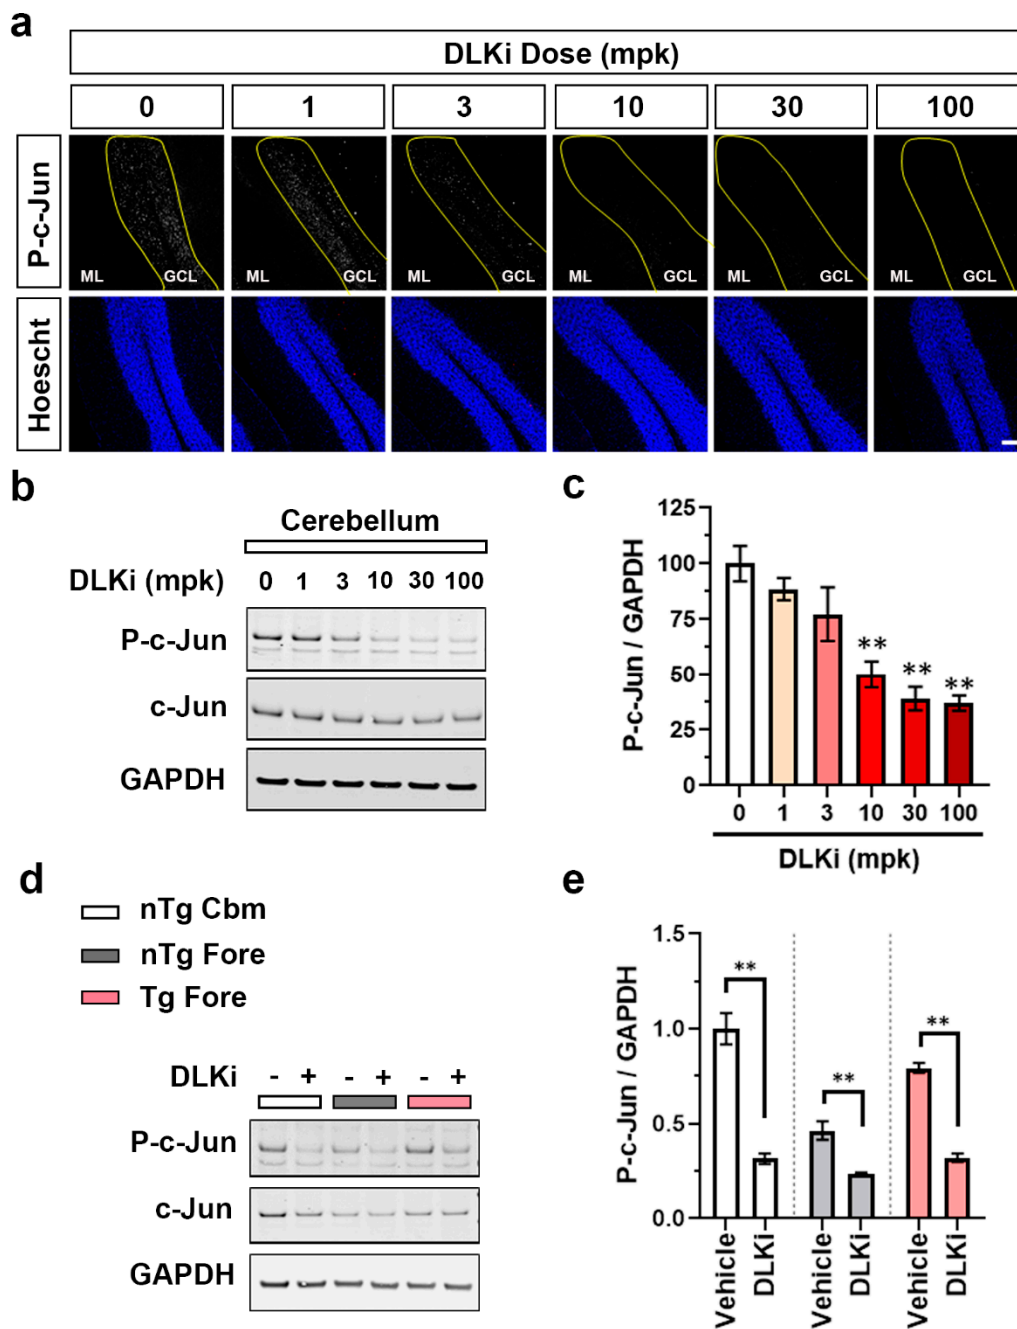 a
DLKi Dose (mpk)
0 1 3 10 30 100
P-c-Jun
ML GCL ML GCL ML GCL ML GCL ML GCL ML GCL
Hoescht
b
Cerebellum
DLKi (mpk) 0 1 3 10 30 100
P-c-Jun
c-Jun
GAPDH
c
P-c-Jun / GAPDH
125
100
75
50
25
0
** ** **
0 1 3 10 30 100
DLKi (mpk)
d
nTg Cbm
nTg Fore
Tg Fore
DLKi - + - + - +
P-c-Jun
c-Jun
GAPDH
e
P-c-Jun / GAPDH
1.5
1.0
0.5
0.0
** ** **
Vehicle DLKi Vehicle DLKi Vehicle DLKi